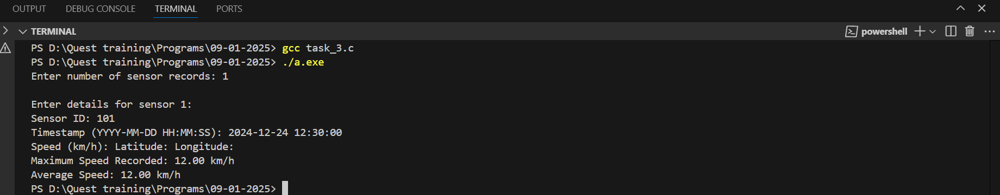 OUTPUT DEBUG CONSOLE TERMINAL PORTS
TERMINAL powershell
PS D:\Quest training\Programs\09-01-2025> gcc task_3.c
PS D:\Quest training\Programs\09-01-2025> ./a.exe
Enter number of sensor records: 1
Enter details for sensor 1:
Sensor ID: 101
Timestamp (YYYY-MM-DD HH:MM:SS): 2024-12-24 12:30:00
Speed (km/h): Latitude: Longitude:
Maximum Speed Recorded: 12.00 km/h
Average Speed: 12.00 km/h
PS D:\Quest training\Programs\09-01-2025>